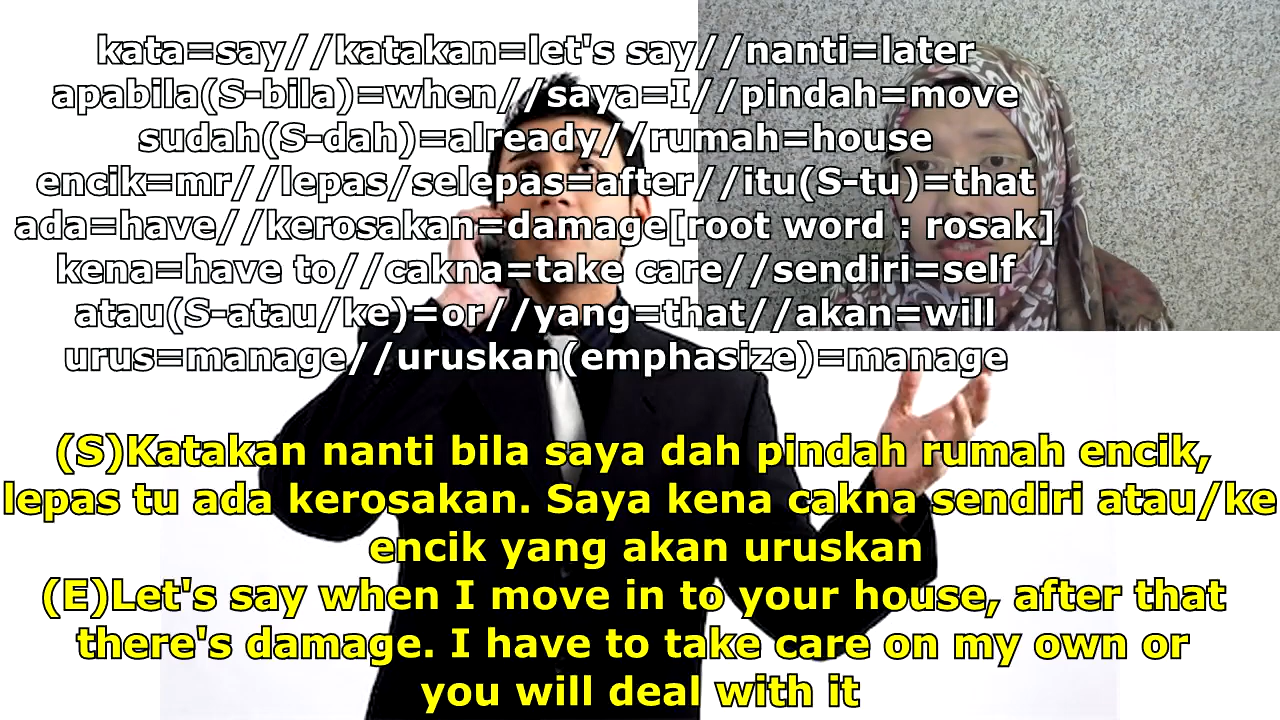 kata=say//katakan=let's say//nanti=later
apabila(S-bila)=when//saya=I//pindah=move
sudah(S-dah)=already//rumah=house
encik=mr//lepas/selepas=after//itu(S-tu)=that
ada=have//kerosakan=damage[root word : rosak]
kena=have to//cakna=take care//sendiri=self
atau(S-atau/ke)=or//yang=that//akan=will
urus=manage//uruskan(emphasize)=manage
(S)Katakan nanti bila saya dah pindah rumah encik,
lepas tu ada kerosakan. Saya kena cakna sendiri atau/ke
encik yang akan uruskan
(E)Let's say when I move in to your house, after that
there's damage. I have to take care on my own or
you will deal with it